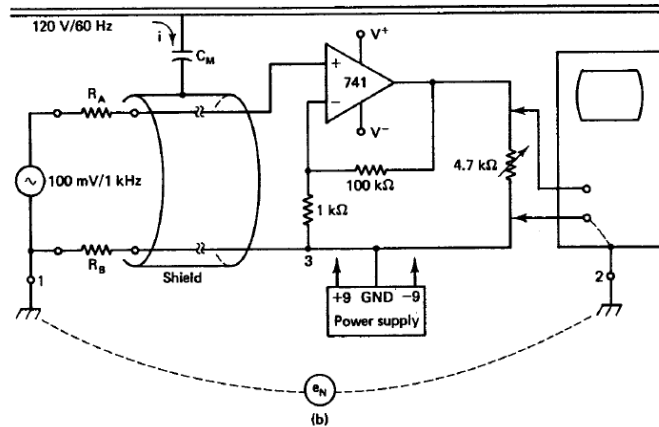 120 V/60 Hz
i
C_M
V+
+
741
−
V−
R_A
100 mV/1 kHz
100 kΩ
4.7 kΩ
1 kΩ
R_B
Shield
3
1
2
+9 GND −9
Power supply
e_N
(b)